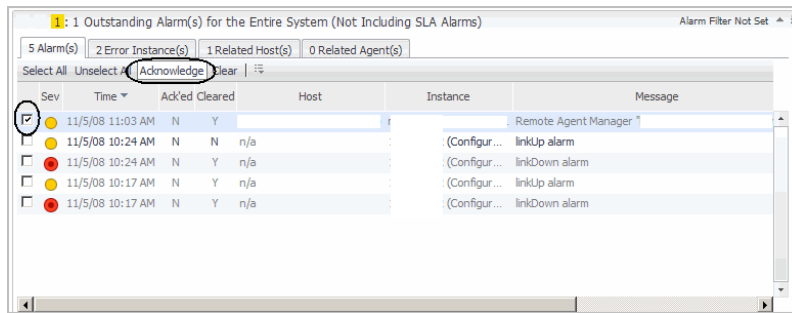 1 : 1 Outstanding Alarm(s) for the Entire System (Not Including SLA Alarms) Alarm Filter Not Set
5 Alarm(s) 2 Error Instance(s) 1 Related Host(s) 0 Related Agent(s)
Select All Unselect All Acknowledge Clear
Sev Time Ack'ed Cleared Host Instance Message
11/5/08 11:03 AM N Y Remote Agent Manager "
11/5/08 10:24 AM N N n/a (Configur... linkUp alarm
11/5/08 10:24 AM N Y n/a (Configur... linkDown alarm
11/5/08 10:17 AM N Y n/a (Configur... linkUp alarm
11/5/08 10:17 AM N Y n/a (Configur... linkDown alarm